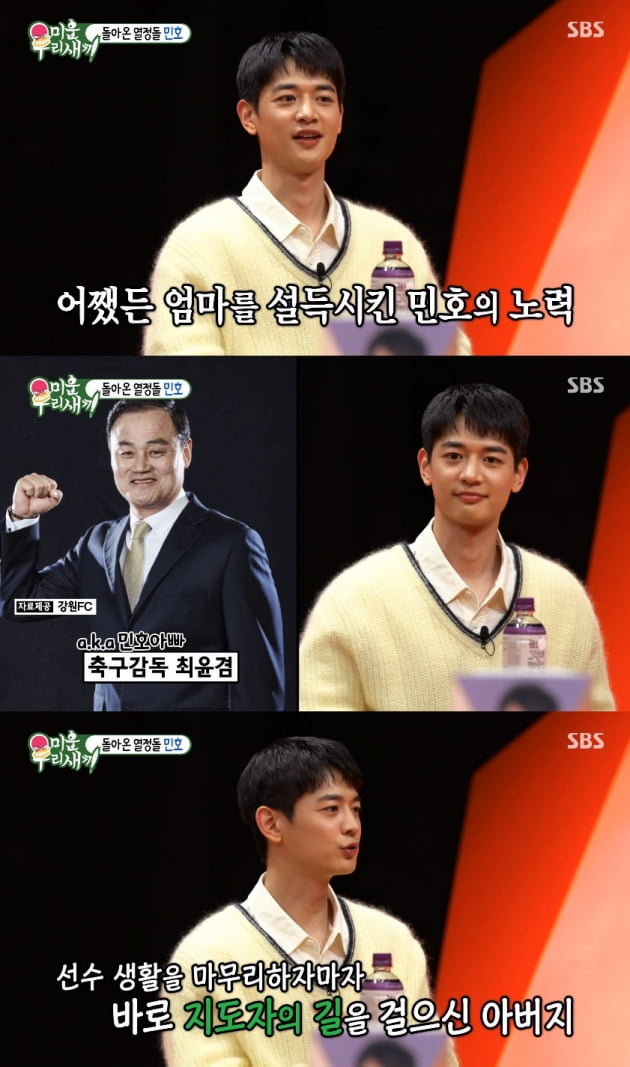 미운
우리새끼
돌아온 열정돌 민호
SBS
어쨌든 엄마를 설득시킨 민호의 노력
미운
우리새끼
돌아온 열정돌 민호
SBS
자료제공 강원FC
a.k.a 민호아빠
축구감독 최윤겸
미운
우리새끼
돌아온 열정돌 민호
SBS
선수 생활을 마무리하자마자
바로 지도자의 길을 걸으신 아버지